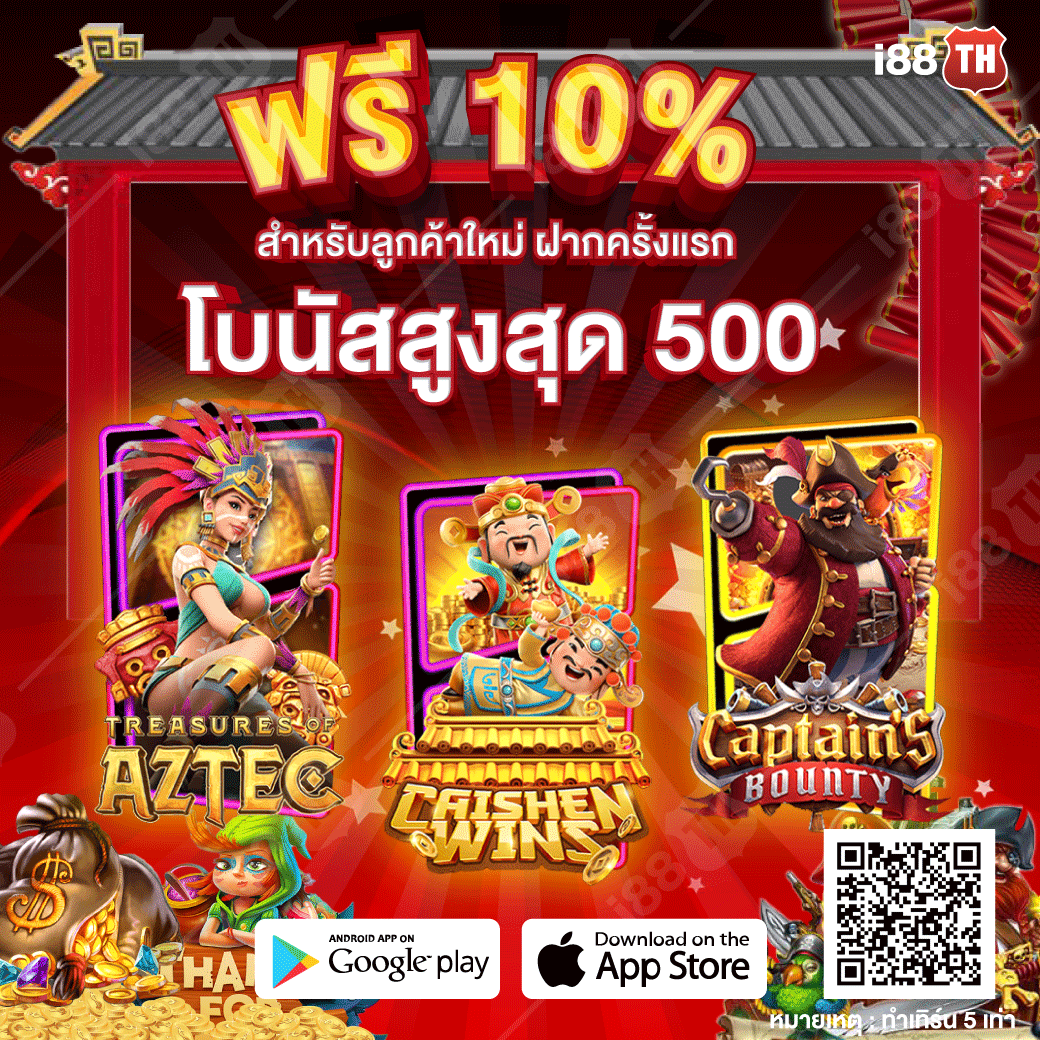 i88 TH
ฟรี 10%
สำหรับลูกค้าใหม่ ฝากครั้งแรก
โบนัสสูงสุด 500
TREASURES OF
AZTEC
CAISHEN
WINS
Captain's
BOUNTY
ANDROID APP ON
Google play
Download on the
App Store
หมายเหตุ : ทำเทิร์น 5 เท่า